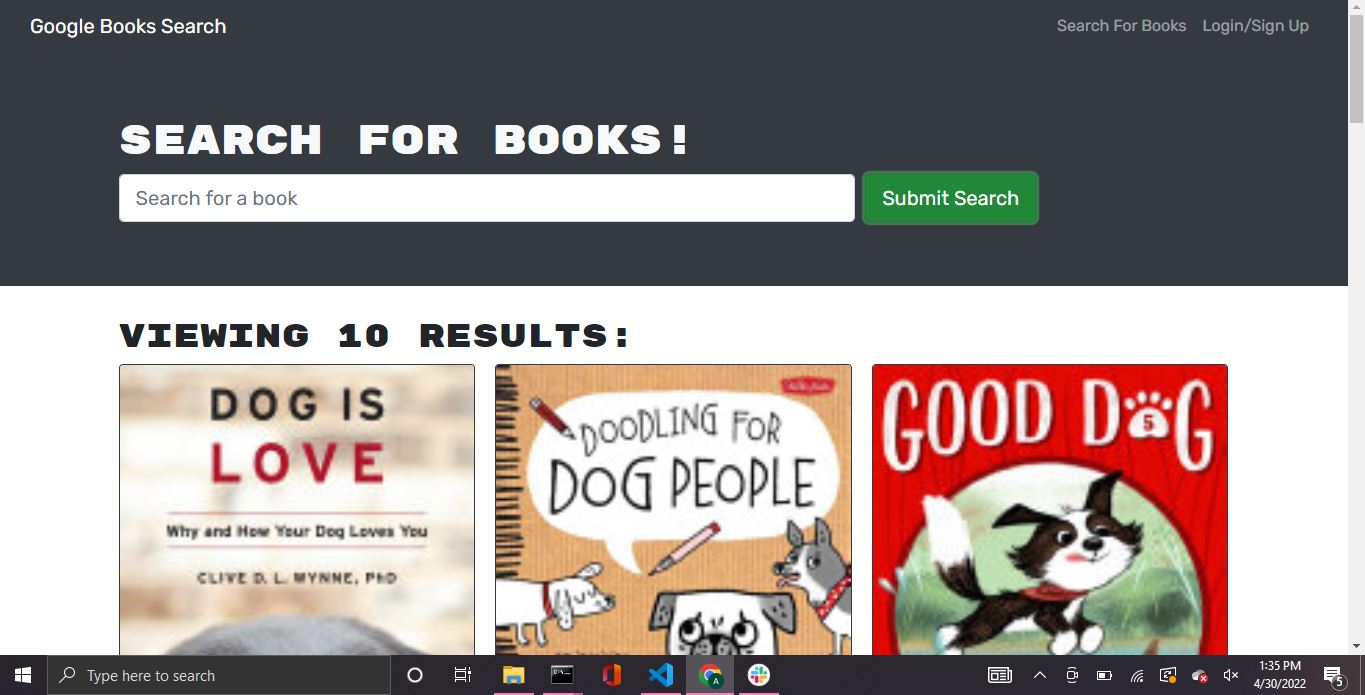 Google Books Search
Search For Books
Login/Sign Up
SEARCH FOR BOOKS!
Search for a book
Submit Search
VIEWING 10 RESULTS:
DOG IS
LOVE
Why and How Your Dog Loves You
CLIVE D. L. WYNNE, PhD
DOODLING FOR
DOG PEOPLE
GOOD DOG
5
Type here to search
A
1:35 PM
4/30/2022
5